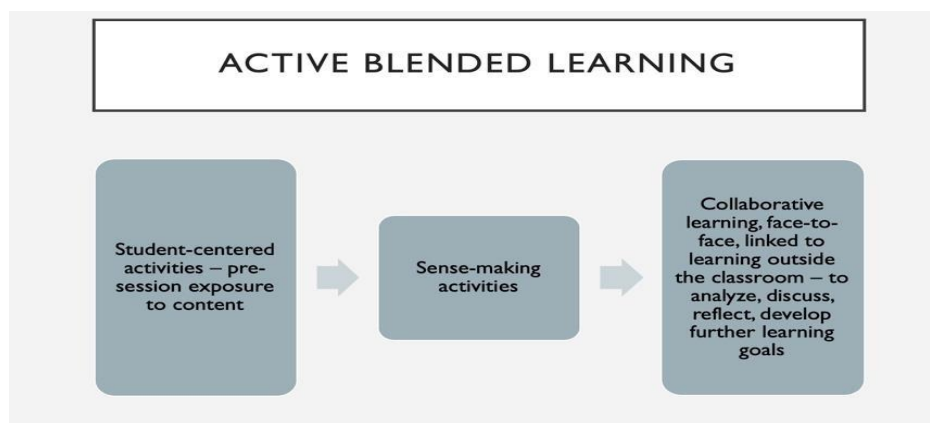 ACTIVE BLENDED LEARNING
Student-centered
activities – pre-
session exposure
to content
Sense-making
activities
Collaborative
learning, face-to-
face, linked to
learning outside
the classroom – to
analyze, discuss,
reflect, develop
further learning
goals